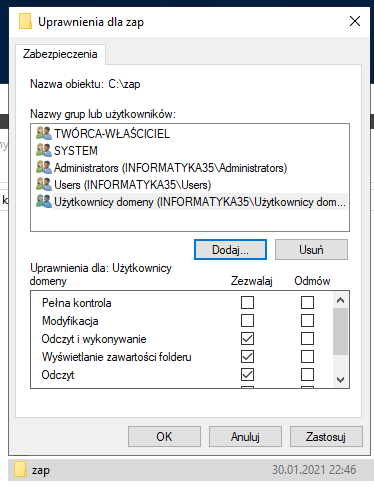 Uprawnienia dla zap
Zabezpieczenia
Nazwa obiektu: C:\zap
Nazwy grup lub użytkowników:
TWÓRCA-WŁAŚCICIEL
SYSTEM
Administrators (INFORMATYKA35\Administrators)
Users (INFORMATYKA35\Users)
Użytkownicy domeny (INFORMATYKA35\Użytkownicy dom...
Dodaj... Usuń
Uprawnienia dla: Użytkownicy
domeny Zezwalaj Odmów
Pełna kontrola
Modyfikacja
Odczyt i wykonywanie
Wyświetlanie zawartości folderu
Odczyt
OK Anuluj Zastosuj
zap 30.01.2021 22:46